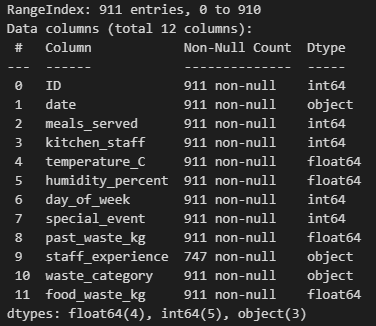 RangeIndex: 911 entries, 0 to 910
Data columns (total 12 columns):
 #   Column            Non-Null Count  Dtype
---  ------            --------------  -----
 0   ID                911 non-null    int64
 1   date              911 non-null    object
 2   meals_served      911 non-null    int64
 3   kitchen_staff     911 non-null    int64
 4   temperature_C     911 non-null    float64
 5   humidity_percent  911 non-null    float64
 6   day_of_week       911 non-null    int64
 7   special_event     911 non-null    int64
 8   past_waste_kg     911 non-null    float64
 9   staff_experience  747 non-null    object
 10  waste_category    911 non-null    object
 11  food_waste_kg     911 non-null    float64
dtypes: float64(4), int64(5), object(3)